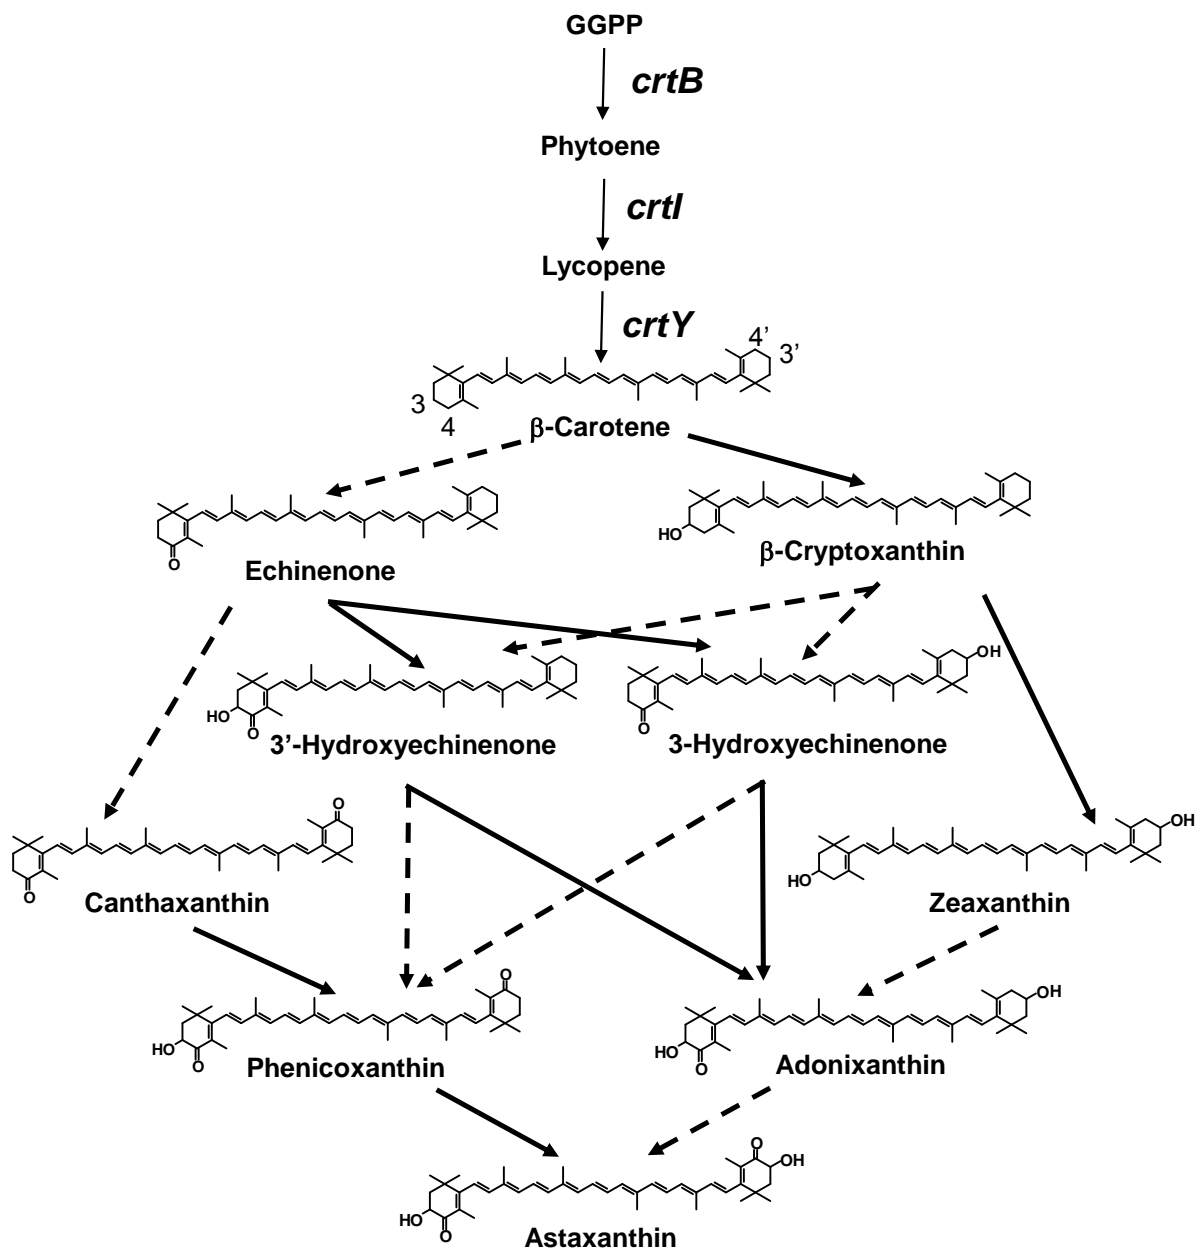 GGPP
crtB
Phytoene
crtI
Lycopene
crtY
4'
3'
3
4
β-Carotene
O
Echinenone
HO
β-Cryptoxanthin
HO
O
3'-Hydroxyechinenone
OH
O
3-Hydroxyechinenone
O
O
Canthaxanthin
OH
HO
Zeaxanthin
O
HO
O
Phenicoxanthin
OH
HO
O
Adonixanthin
O
OH
HO
O
Astaxanthin